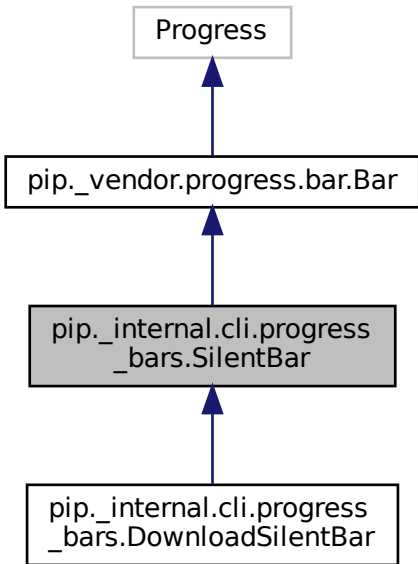 Progress
pip._vendor.progress.bar.Bar
pip._internal.cli.progress
_bars.SilentBar
pip._internal.cli.progress
_bars.DownloadSilentBar